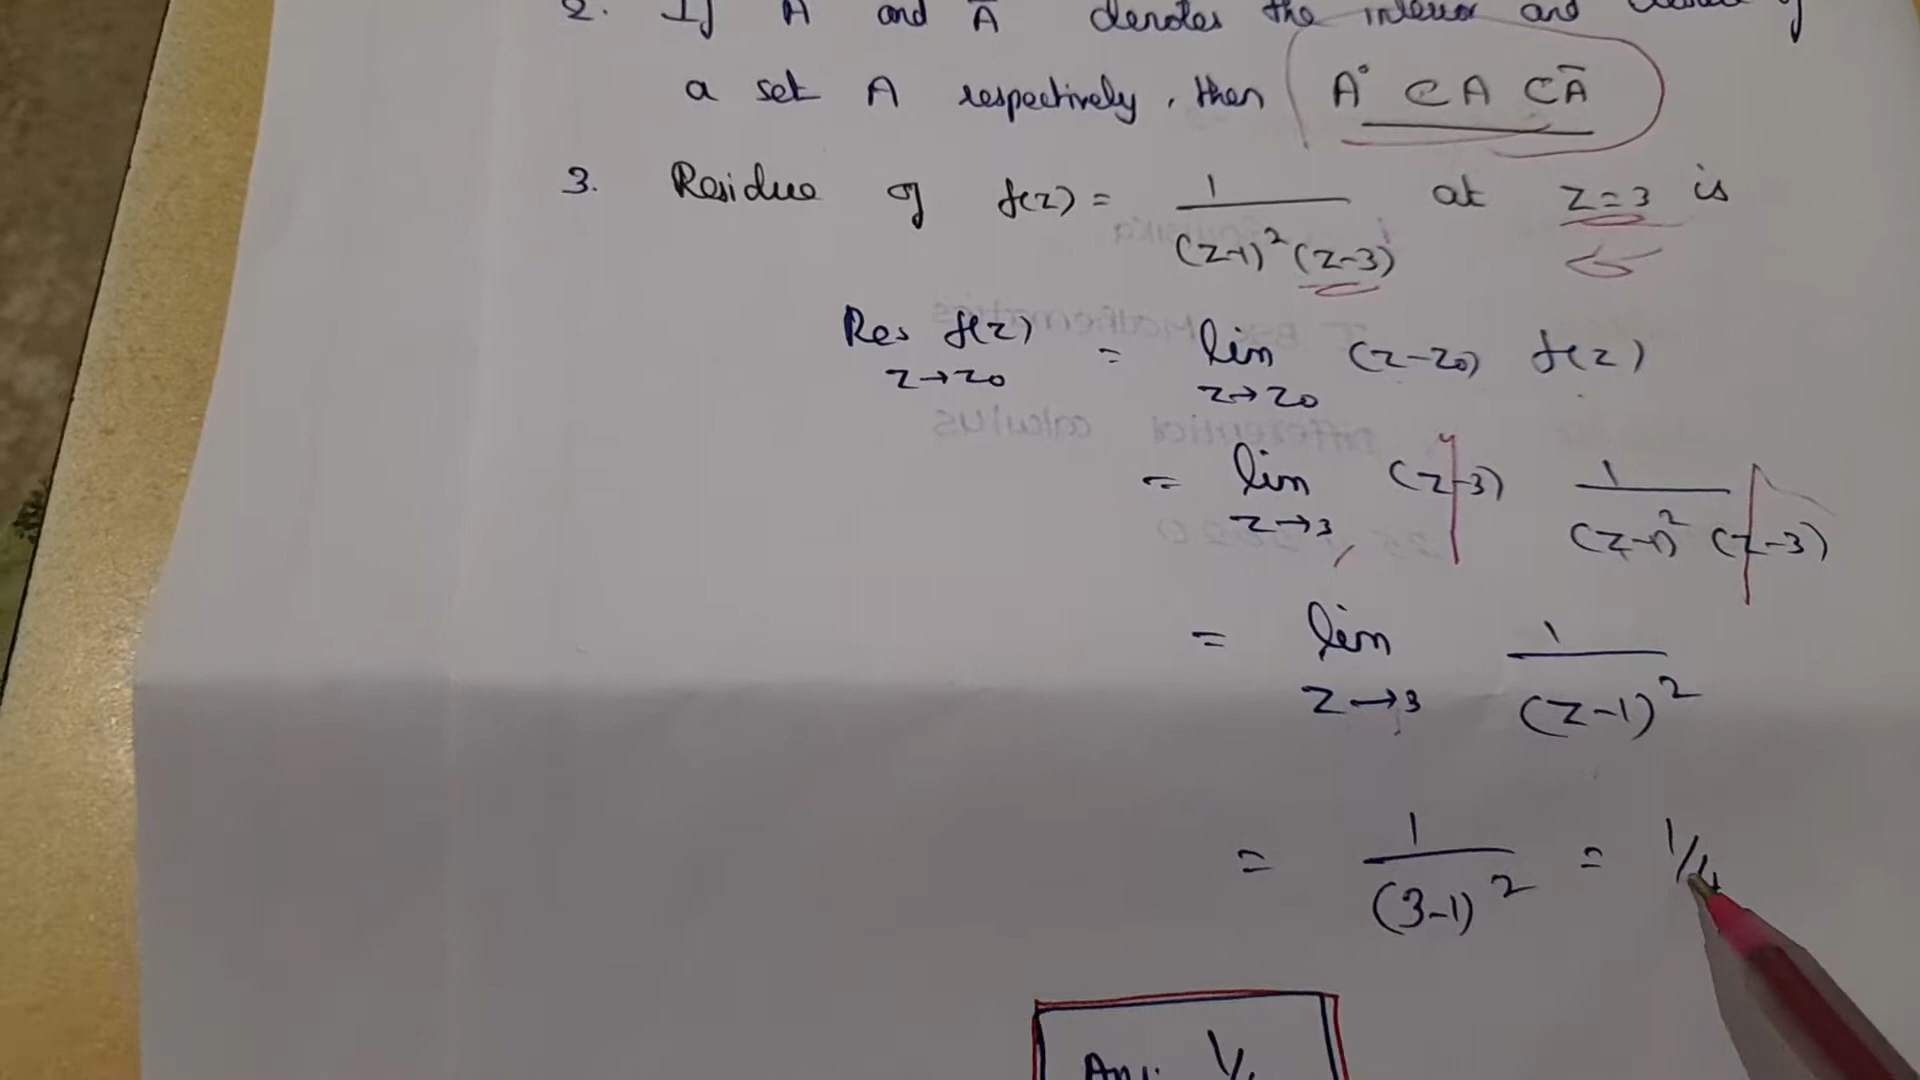 2. If A° and Ā denotes the interior and closure of
a set A respectively, then A° ⊂ A ⊂ Ā
3. Residue of f(z) = 1/((z-1)²(z-3)) at z=3 is
Res f(z) z→z0 = lim z→z0 (z-z0) f(z)
= lim z→3 (z-3) 1/((z-1)²(z-3))
= lim z→3 1/(z-1)²
= 1/(3-1)² = 1/4
Ans: